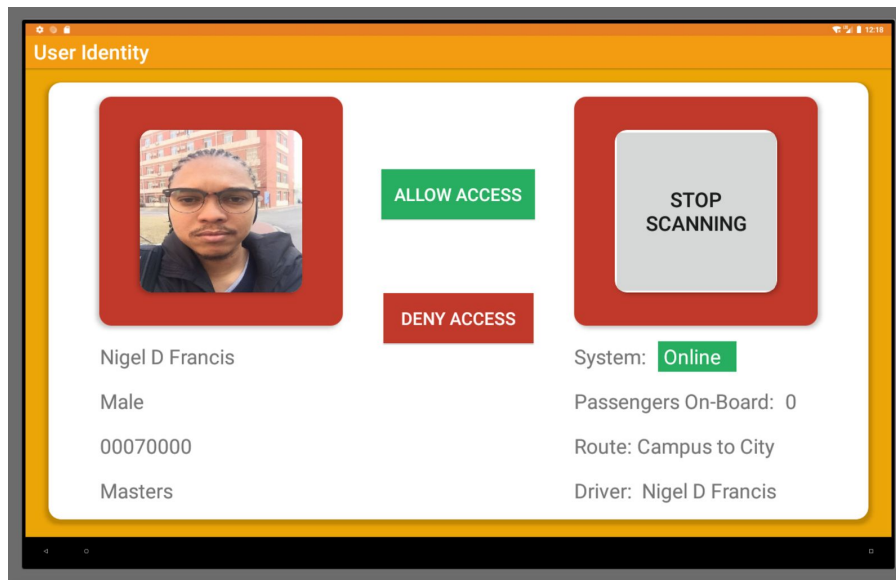 12:18
User Identity
ALLOW ACCESS
DENY ACCESS
STOP
SCANNING
Nigel D Francis
Male
00070000
Masters
System: Online
Passengers On-Board: 0
Route: Campus to City
Driver: Nigel D Francis